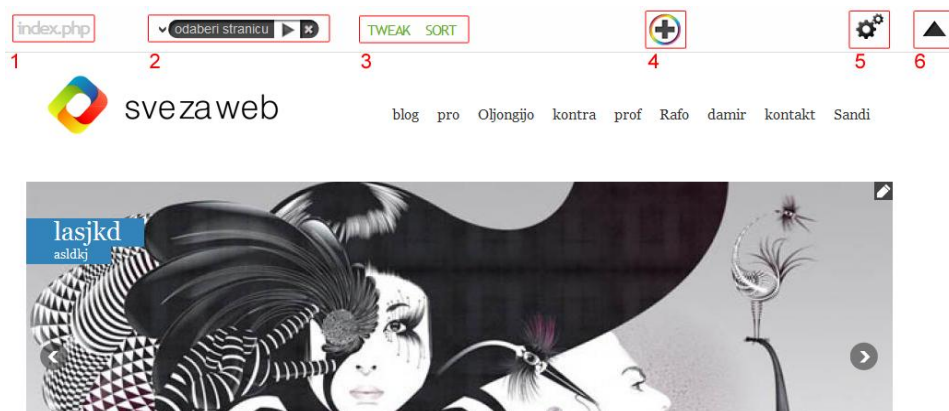 index.php
odaberi stranicu
TWEAK SORT
1 2 3 4 5 6
svezaweb
blog pro Oljongijo kontra prof Rafo damir kontakt Sandi
lasjkd
asldkj